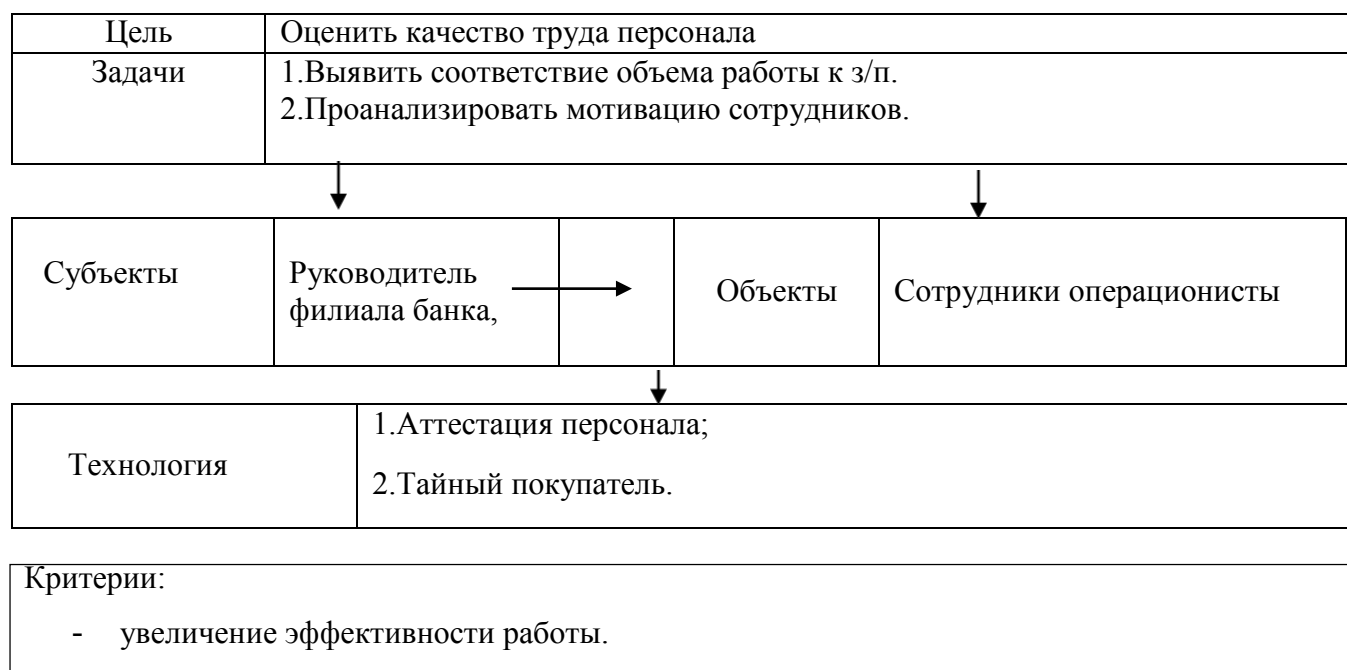 Цель Оценить качество труда персонала
Задачи 1.Выявить соответствие объема работы к з/п.
2.Проанализировать мотивацию сотрудников.
Субъекты Руководитель
филиала банка,
Объекты Сотрудники операционисты
Технология
1.Аттестация персонала;
2.Тайный покупатель.
Критерии:
- увеличение эффективности работы.